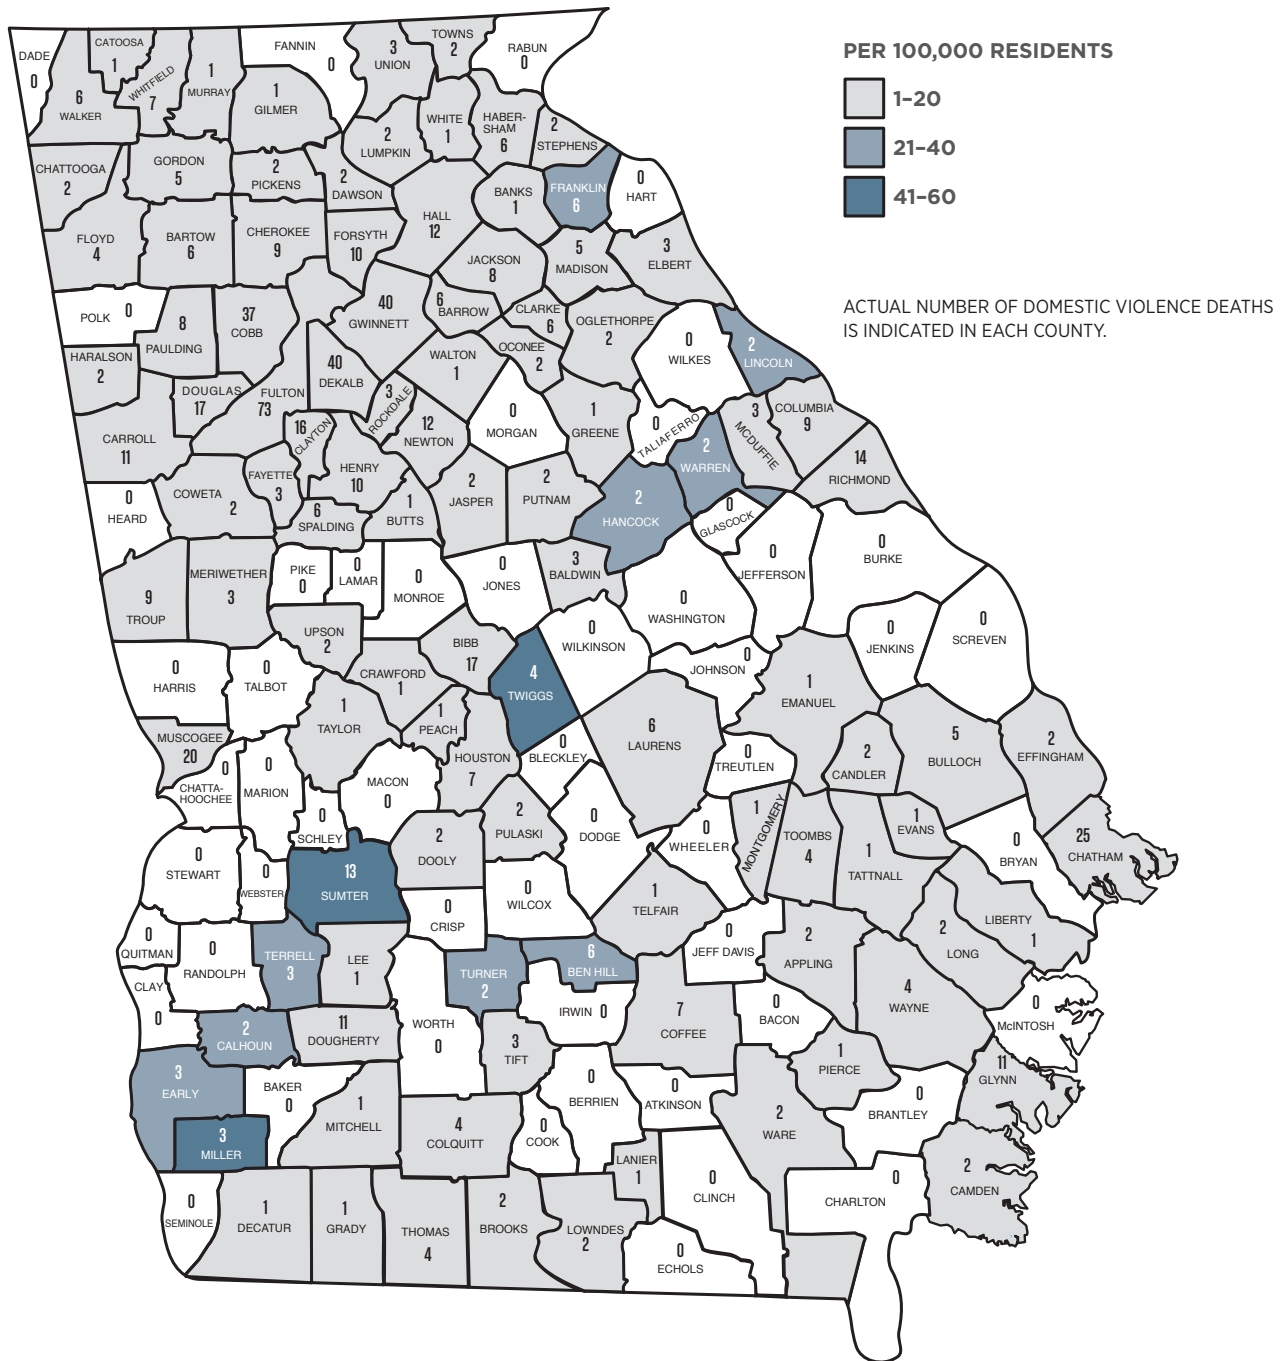 PER 100,000 RESIDENTS
1–20
21–40
41–60
ACTUAL NUMBER OF DOMESTIC VIOLENCE DEATHS
IS INDICATED IN EACH COUNTY.
DADE
0
CATOOSA
1
WHITFIELD
7
1
MURRAY
FANNIN
0
3
UNION
TOWNS
2
RABUN
0
6
WALKER
1
GILMER
2
LUMPKIN
WHITE
1
HABER-
SHAM
6
2
STEPHENS
CHATTOOGA
2
GORDON
5
2
PICKENS
2
DAWSON
HALL
12
BANKS
1
FRANKLIN
6
0
HART
FLOYD
4
BARTOW
6
CHEROKEE
9
FORSYTH
10
JACKSON
8
5
MADISON
3
ELBERT
POLK 0
8
PAULDING
37
COBB
40
GWINNETT
6
BARROW
CLARKE
6
OGLETHORPE
2
0
WILKES
2
LINCOLN
HARALSON
2
DOUGLAS
17
FULTON
73
40
DEKALB
3
ROCKDALE
WALTON
1
OCONEE
2
CARROLL
11
16
CLAYTON
12
NEWTON
0
MORGAN
1
GREENE
0
TALIAFERRO
3
MCDUFFIE
COLUMBIA
9
2
WARREN
14
RICHMOND
0
HEARD
COWETA
2
FAYETTE
3
HENRY
10
6
SPALDING
1
BUTTS
2
JASPER
2
PUTNAM
2
HANCOCK
0
GLASCOCK
0
JEFFERSON
0
BURKE
9
TROUP
MERIWETHER
3
PIKE
0
0
LAMAR
0
MONROE
0
JONES
3
BALDWIN
0
WASHINGTON
0
JENKINS
0
SCREVEN
0
HARRIS
0
TALBOT
UPSON
2
CRAWFORD
1
BIBB
17
4
TWIGGS
0
WILKINSON
JOHNSON 0
1
EMANUEL
MUSCOGEE
20
1
TAYLOR
1
PEACH
HOUSTON
7
0
BLECKLEY
6
LAURENS
0
TREUTLEN
2
CANDLER
5
BULLOCH
2
EFFINGHAM
0
CHATTA-
HOOCHEE
0
MARION
0
SCHLEY
MACON
0
2
DOOLY
2
PULASKI
0
DODGE
0
WHEELER
1
MONTGOMERY
TOOMBS
4
1
TATTNALL
1
EVANS
0
BRYAN
25
CHATHAM
0
STEWART
0
WEBSTER
13
SUMTER
0
CRISP
0
WILCOX
1
TELFAIR
0
JEFF DAVIS
2
APPLING
2
LONG
LIBERTY
1
0
QUITMAN
0
RANDOLPH
TERRELL
3
LEE
1
TURNER
2
6
BEN HILL
IRWIN 0
7
COFFEE
0
BACON
4
WAYNE
0
McINTOSH
CLAY
0
2
CALHOUN
11
DOUGHERTY
WORTH
0
3
TIFT
0
BERRIEN
0
ATKINSON
1
PIERCE
0
BRANTLEY
11
GLYNN
3
EARLY
BAKER
0
1
MITCHELL
4
COLQUITT
0
COOK
2
WARE
3
MILLER
LANIER
1
0
CLINCH
0
CHARLTON
2
CAMDEN
0
SEMINOLE
1
DECATUR
1
GRADY
THOMAS
4
2
BROOKS
LOWNDES
2
0
ECHOLS